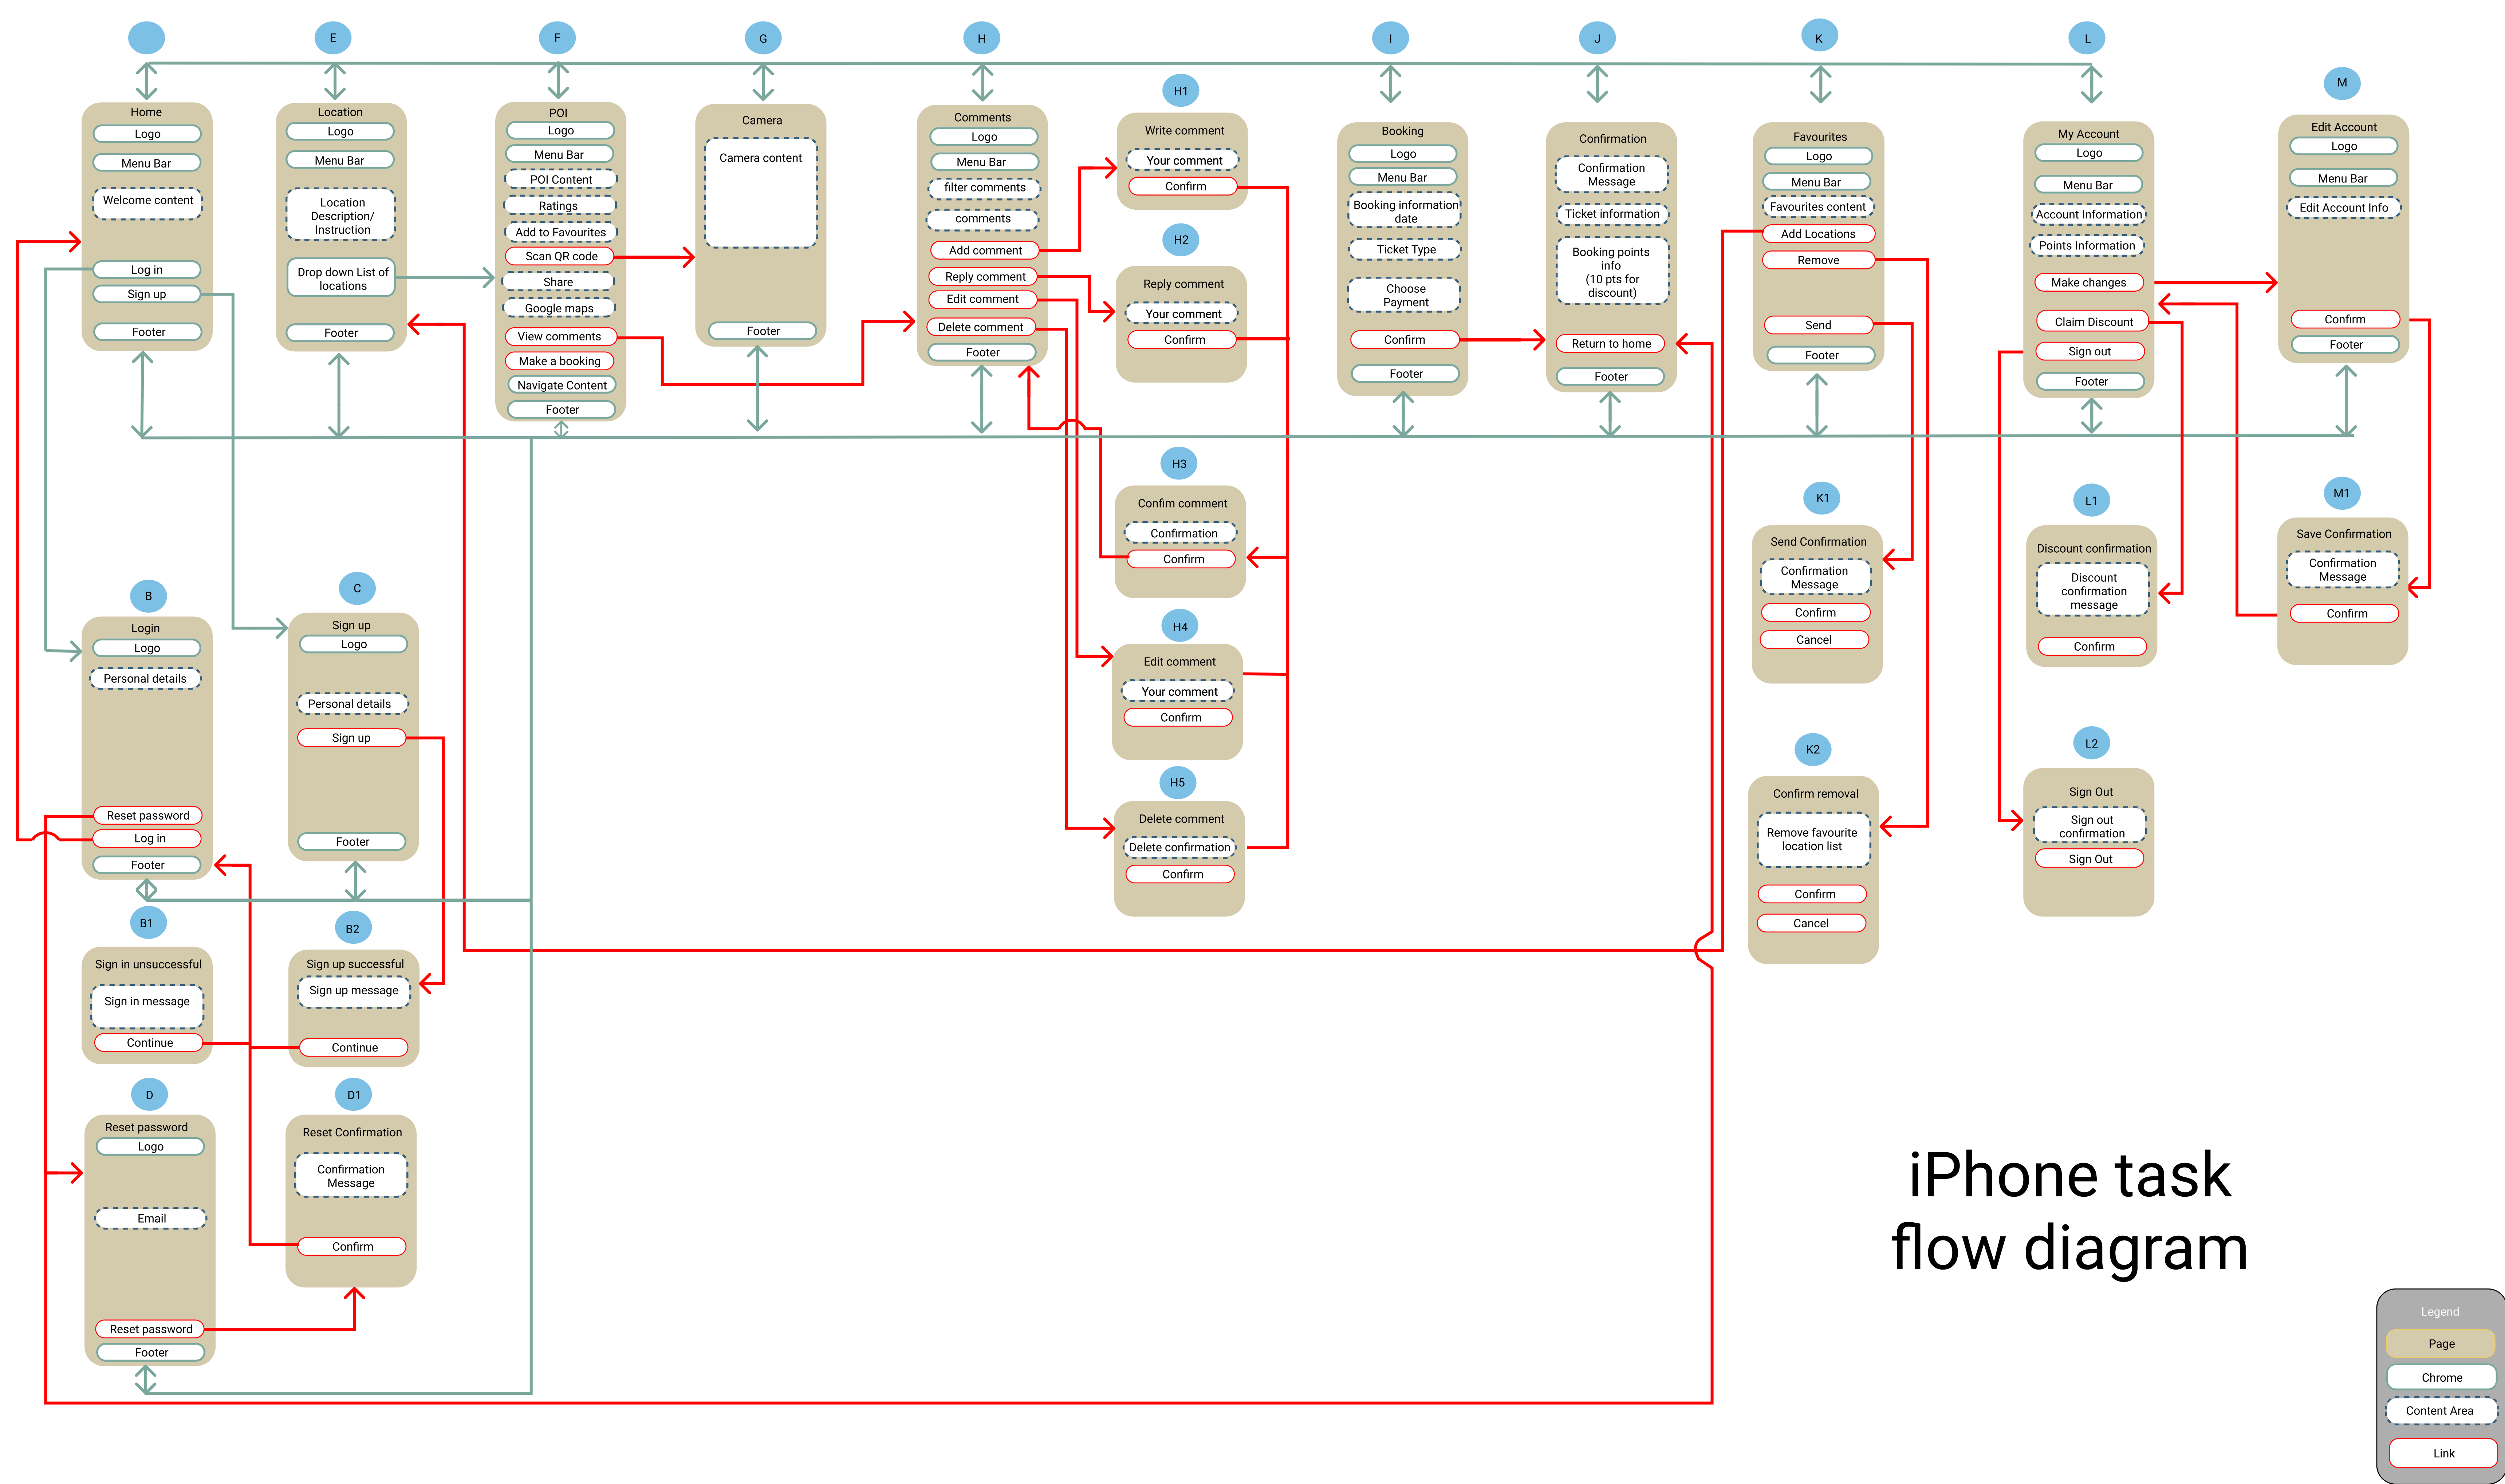 E
F
G
H
I
J
K
L
M
H1
Home
Logo
Menu Bar
Welcome content
Log in
Sign up
Footer
Location
Logo
Menu Bar
Location
Description/
Instruction
Drop down List of
locations
Footer
POI
Logo
Menu Bar
POI Content
Ratings
Add to Favourites
Scan QR code
Share
Google maps
View comments
Make a booking
Navigate Content
Footer
Camera
Camera content
Footer
Comments
Logo
Menu Bar
filter comments
comments
Add comment
Reply comment
Edit comment
Delete comment
Footer
Write comment
Your comment
Confirm
H2
Reply comment
Your comment
Confirm
Booking
Logo
Menu Bar
Booking information
date
Ticket Type
Choose
Payment
Confirm
Footer
Confirmation
Confirmation
Message
Ticket information
Booking points
info
(10 pts for
discount)
Return to home
Footer
Favourites
Logo
Menu Bar
Favourites content
Add Locations
Remove
Send
Footer
My Account
Logo
Menu Bar
Account Information
Points Information
Make changes
Claim Discount
Sign out
Footer
Edit Account
Logo
Menu Bar
Edit Account Info
Confirm
Footer
H3
Confim comment
Confirmation
Confirm
H4
Edit comment
Your comment
Confirm
H5
Delete comment
Delete confirmation
Confirm
K1
Send Confirmation
Confirmation
Message
Confirm
Cancel
K2
Confirm removal
Remove favourite
location list
Confirm
Cancel
L1
Discount confirmation
Discount
confirmation
message
Confirm
L2
Sign Out
Sign out
confirmation
Sign Out
M1
Save Confirmation
Confirmation
Message
Confirm
B
Login
Logo
Personal details
Reset password
Log in
Footer
C
Sign up
Logo
Personal details
Sign up
Footer
B1
Sign in unsuccessful
Sign in message
Continue
B2
Sign up successful
Sign up message
Continue
D
Reset password
Logo
Email
Reset password
Footer
D1
Reset Confirmation
Confirmation
Message
Confirm
iPhone task
flow diagram
Legend
Page
Chrome
Content Area
Link